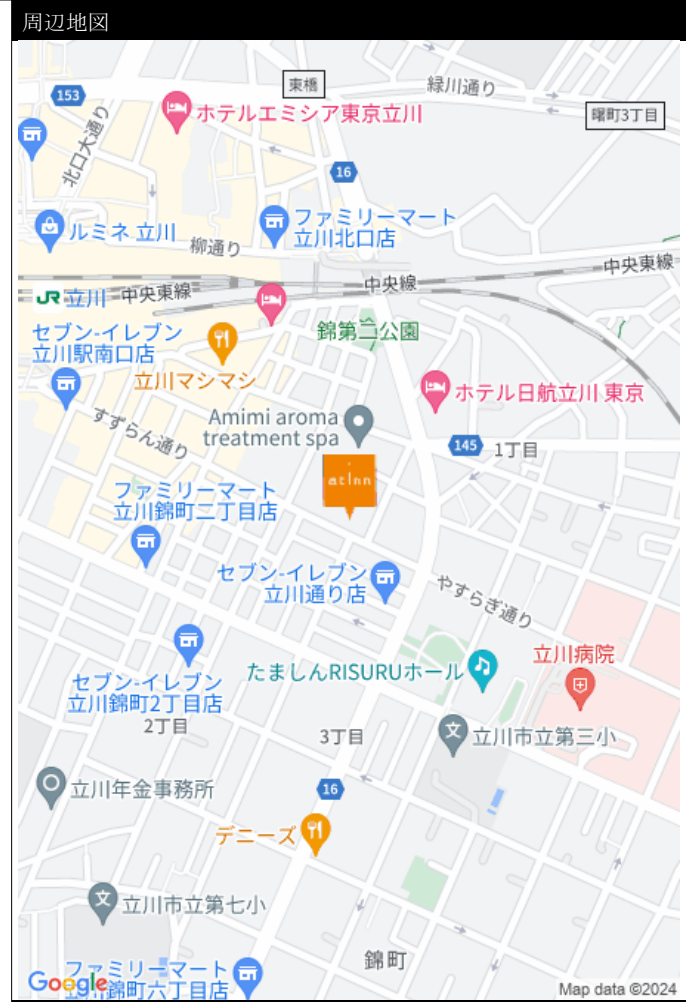 周辺地図
東橋
緑川通り
153
ホテルエミシア東京立川
曙町3丁目
北口大通り
16
ファミリーマート
立川北口店
ルミネ 立川
柳通り
中央東線
中央線
JR 立川
中央東線
セブン-イレブン
立川駅南口店
錦第二公園
立川マシマシ
ホテル日航立川 東京
すずらん通り
Amimi aroma
treatment spa
145
1丁目
at inn
ファミリーマート
立川錦町二丁目店
セブン-イレブン
立川通り店
やすらぎ通り
立川病院
たましんRISURUホール
セブン-イレブン
立川錦町2丁目店
2丁目
3丁目
立川市立第三小
文
立川年金事務所
16
デニーズ
文
立川市立第七小
ファミリーマート
立川錦町六丁目店
錦町
Google
Map data ©2024